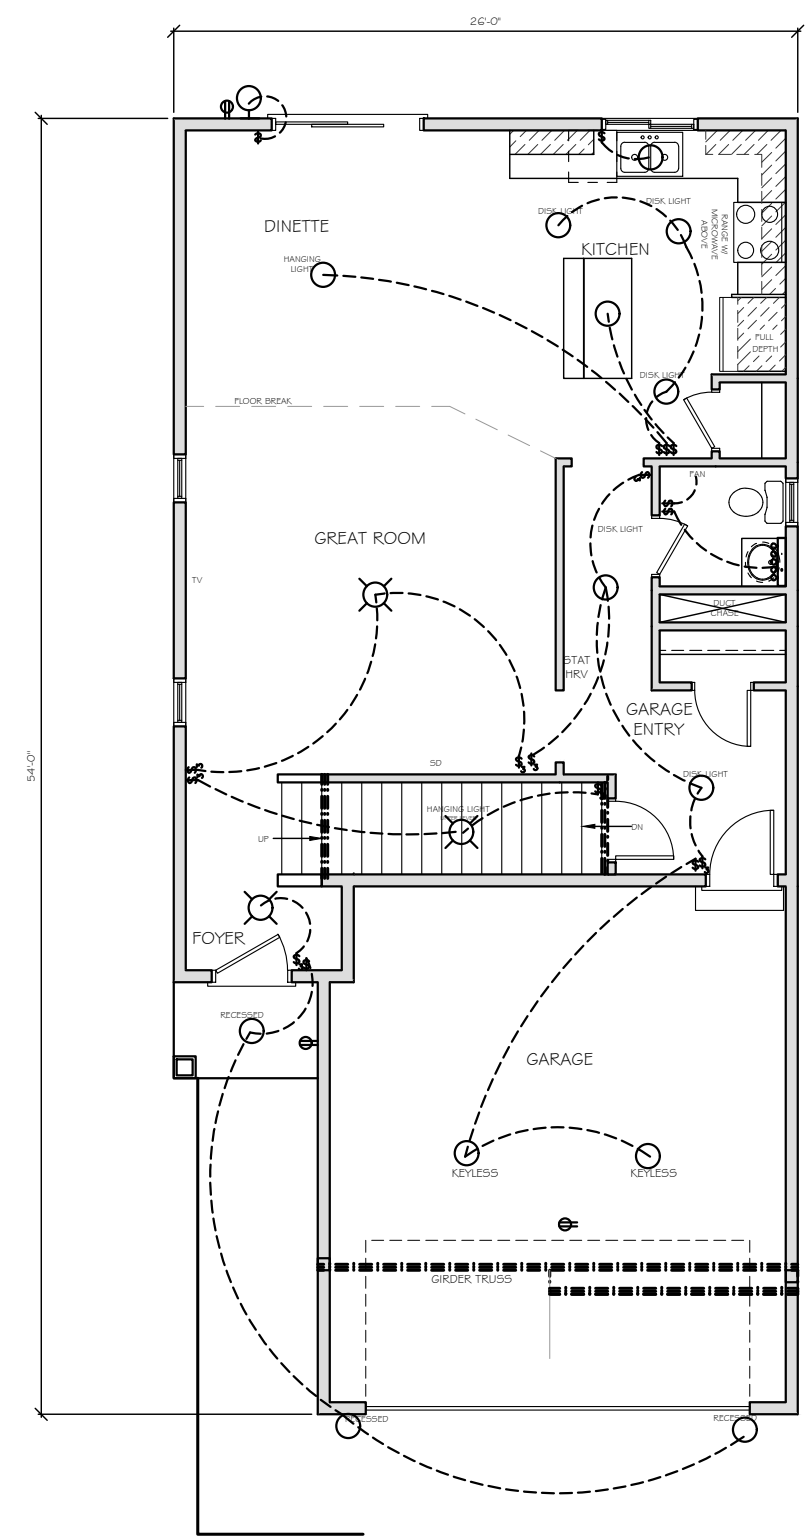 26'-0"
DISK LIGHT
DISK LIGHT
DINETTE
RANGE W/
MICROWAVE
ABOVE
KITCHEN
HANGING
LIGHT
FULL
DEPTH
DISK LIGHT
FLOOR BREAK
FAN
DISK LIGHT
GREAT ROOM
TV
DUCT
CHASE
STAT
HRV
GARAGE
ENTRY
54'-0"
SD
DISK LIGHT
HANGING LIGHT
UP
DN
FOYER
RECESSED
GARAGE
KEYLESS
KEYLESS
GIRDER TRUSS
RECESSED
RECESSED